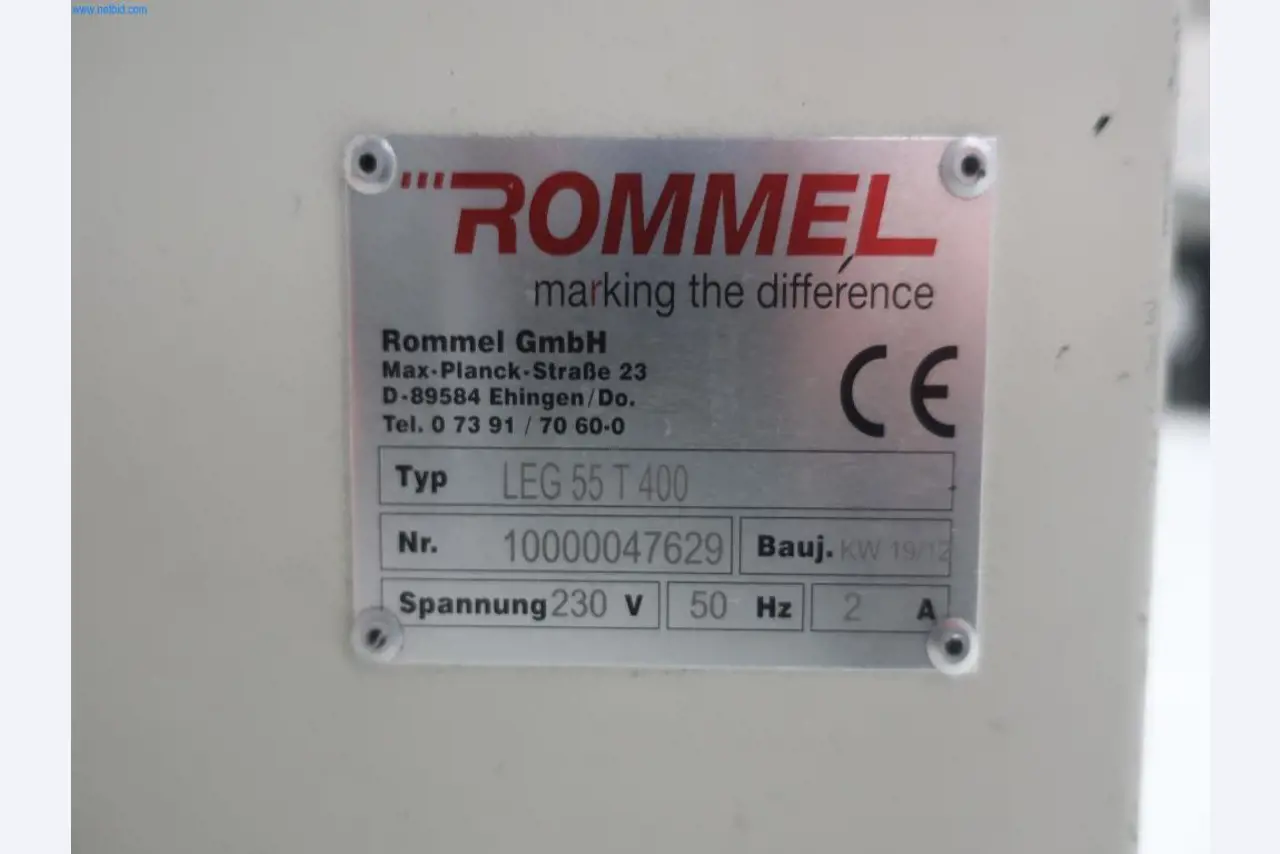 www.netbid.com
ROMMEL
marking the difference
Rommel GmbH
Max-Planck-Straße 23
D-89584 Ehingen/Do.
Tel. 0 73 91 / 70 60-0
CE
Typ LEG 55 T 400
Nr. 10000047629 Bauj. KW 19/12
Spannung 230 V 50 Hz 2 A